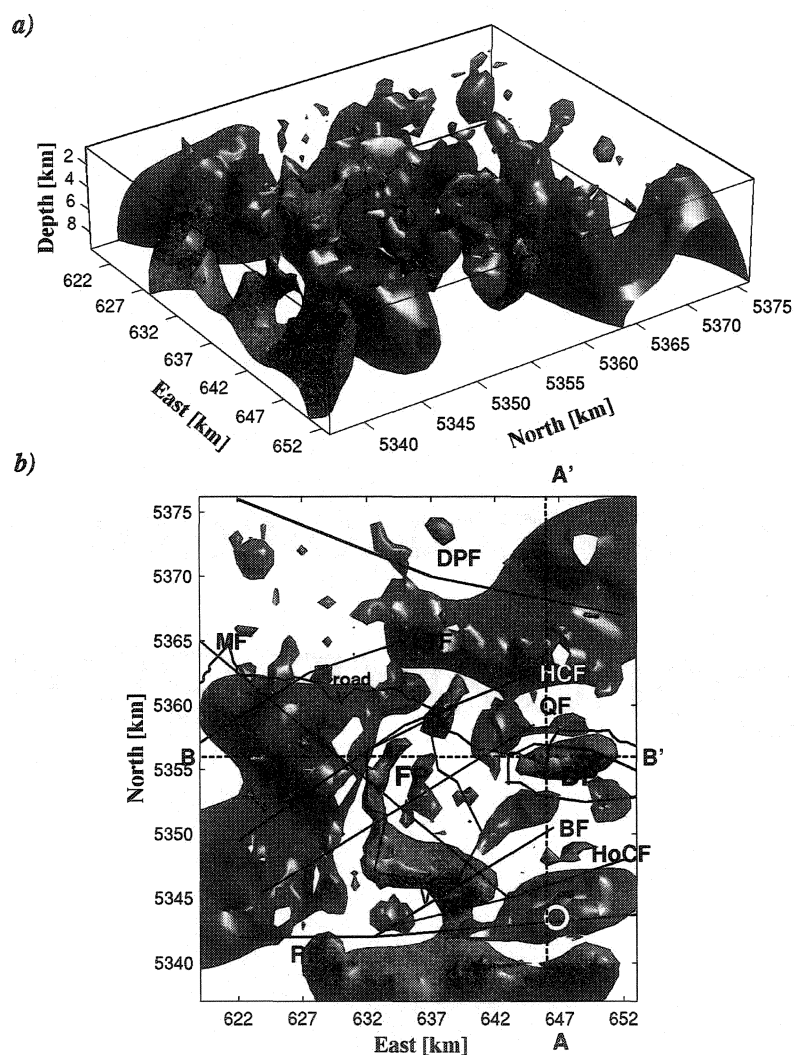 a)
Depth [km]
2
4
6
8
622
627
632
637
642
647
652
East [km]
5340
5345
5350
5355
5360
5365
5370
5375
North [km]
b)
A'
5375
5370
5365
5360
5355
5350
5345
5340
North [km]
DPF
MF
road
HCF
QF
B
B'
BF
HoCF
622
627
632
637
642
647
652
East [km]
A